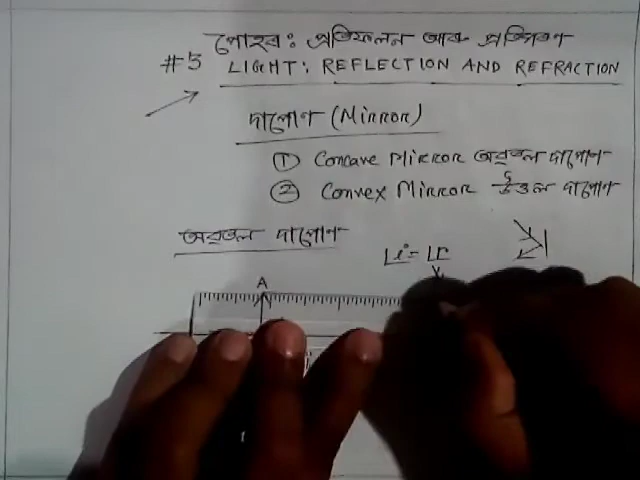 পোহৰ: প্ৰতিফলন আৰু প্ৰতিসৰণ
#5 LIGHT: REFLECTION AND REFRACTION
দাপোণ (Mirror)
① Concave Mirror অৱতল দাপোণ
② Convex Mirror উত্তল দাপোণ
অৱতল দাপোণ
∠i = ∠r
A